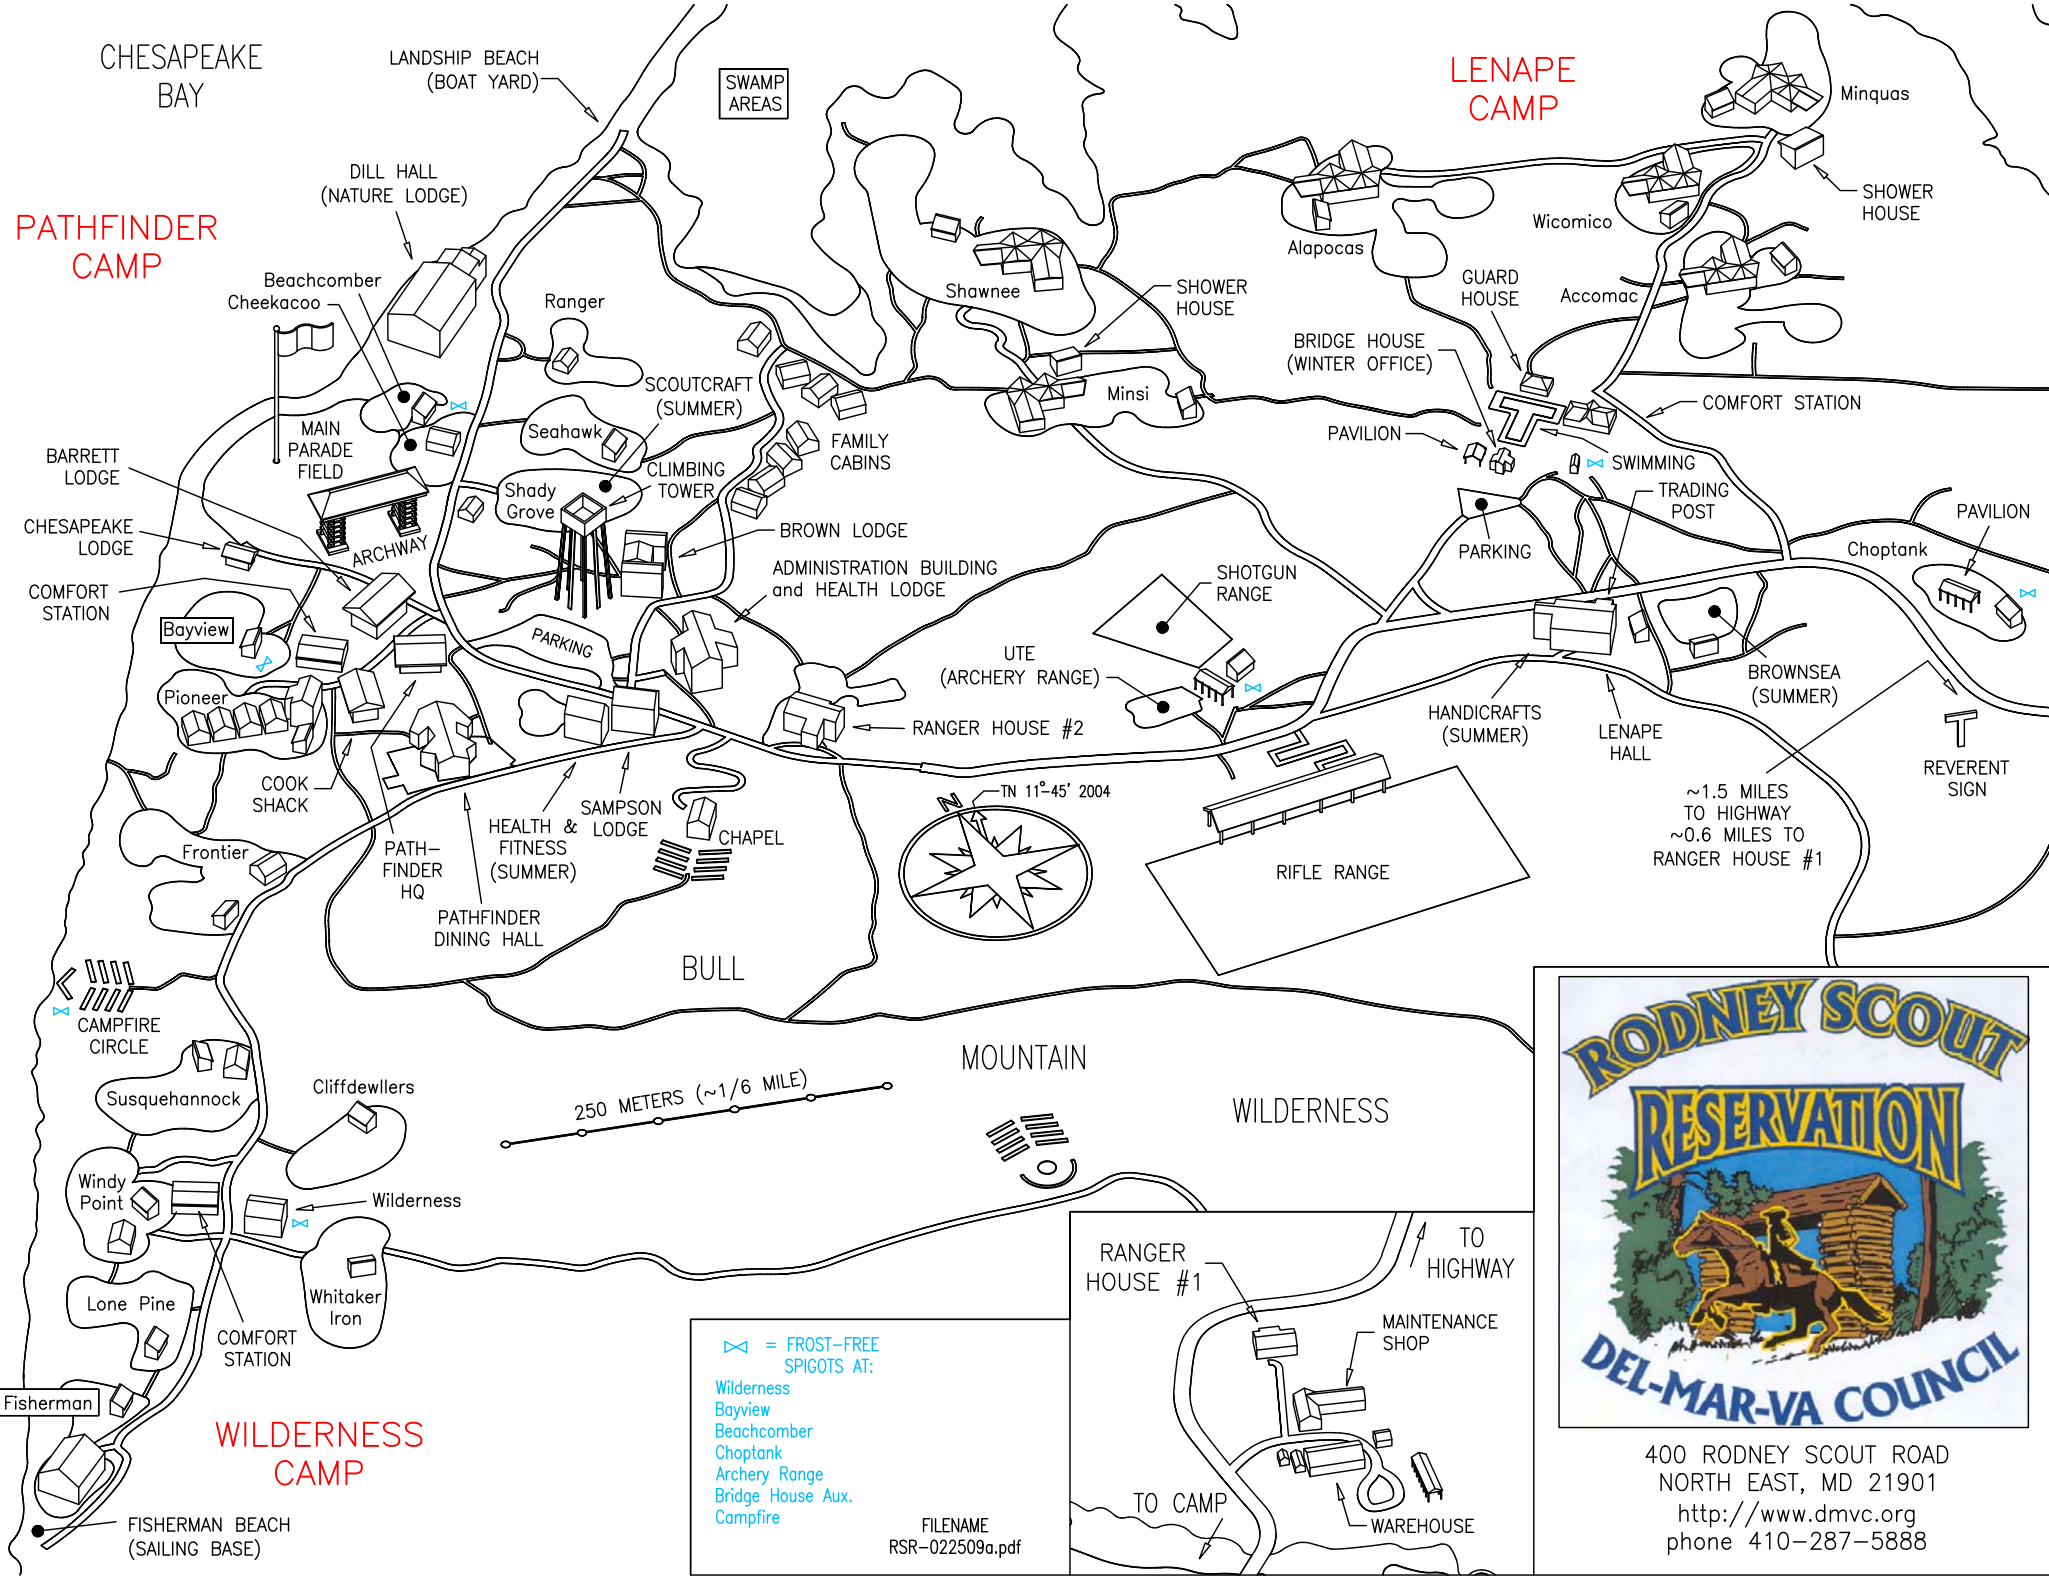 CHESAPEAKE
BAY
LANDSHIP BEACH
(BOAT YARD)
SWAMP
AREAS
LENAPE
CAMP
Minquas
SHOWER
HOUSE
DILL HALL
(NATURE LODGE)
PATHFINDER
CAMP
Wicomico
Alapocas
Beachcomber
Cheekacoo
Ranger
Shawnee
SHOWER
HOUSE
GUARD
HOUSE
Accomac
BRIDGE HOUSE
(WINTER OFFICE)
SCOUTCRAFT
(SUMMER)
Minsi
COMFORT STATION
MAIN
PARADE
FIELD
Seahawk
FAMILY
CABINS
PAVILION
BARRETT
LODGE
SWIMMING
CLIMBING
TOWER
Shady
Grove
TRADING
POST
PAVILION
CHESAPEAKE
LODGE
ARCHWAY
BROWN LODGE
PARKING
Choptank
ADMINISTRATION BUILDING
and HEALTH LODGE
SHOTGUN
RANGE
COMFORT
STATION
Bayview
PARKING
UTE
(ARCHERY RANGE)
BROWNSEA
(SUMMER)
Pioneer
RANGER HOUSE #2
HANDICRAFTS
(SUMMER)
LENAPE
HALL
REVERENT
SIGN
COOK
SHACK
SAMPSON
LODGE
TN 11°-45' 2004
N
~1.5 MILES
TO HIGHWAY
~0.6 MILES TO
RANGER HOUSE #1
HEALTH &
FITNESS
(SUMMER)
CHAPEL
Frontier
PATH-
FINDER
HQ
RIFLE RANGE
PATHFINDER
DINING HALL
BULL
MOUNTAIN
WILDERNESS
CAMPFIRE
CIRCLE
Susquehannock
Cliffdewllers
250 METERS (~1/6 MILE)
Windy
Point
Wilderness
Whitaker
Iron
Lone Pine
COMFORT
STATION
Fisherman
WILDERNESS
CAMP
FISHERMAN BEACH
(SAILING BASE)
= FROST-FREE
SPIGOTS AT:
Wilderness
Bayview
Beachcomber
Choptank
Archery Range
Bridge House Aux.
Campfire
FILENAME
RSR-022509a.pdf
RANGER
HOUSE #1
TO
HIGHWAY
MAINTENANCE
SHOP
TO CAMP
WAREHOUSE
RODNEY SCOUT
RESERVATION
DEL-MAR-VA COUNCIL
400 RODNEY SCOUT ROAD
NORTH EAST, MD 21901
http://www.dmvc.org
phone 410-287-5888